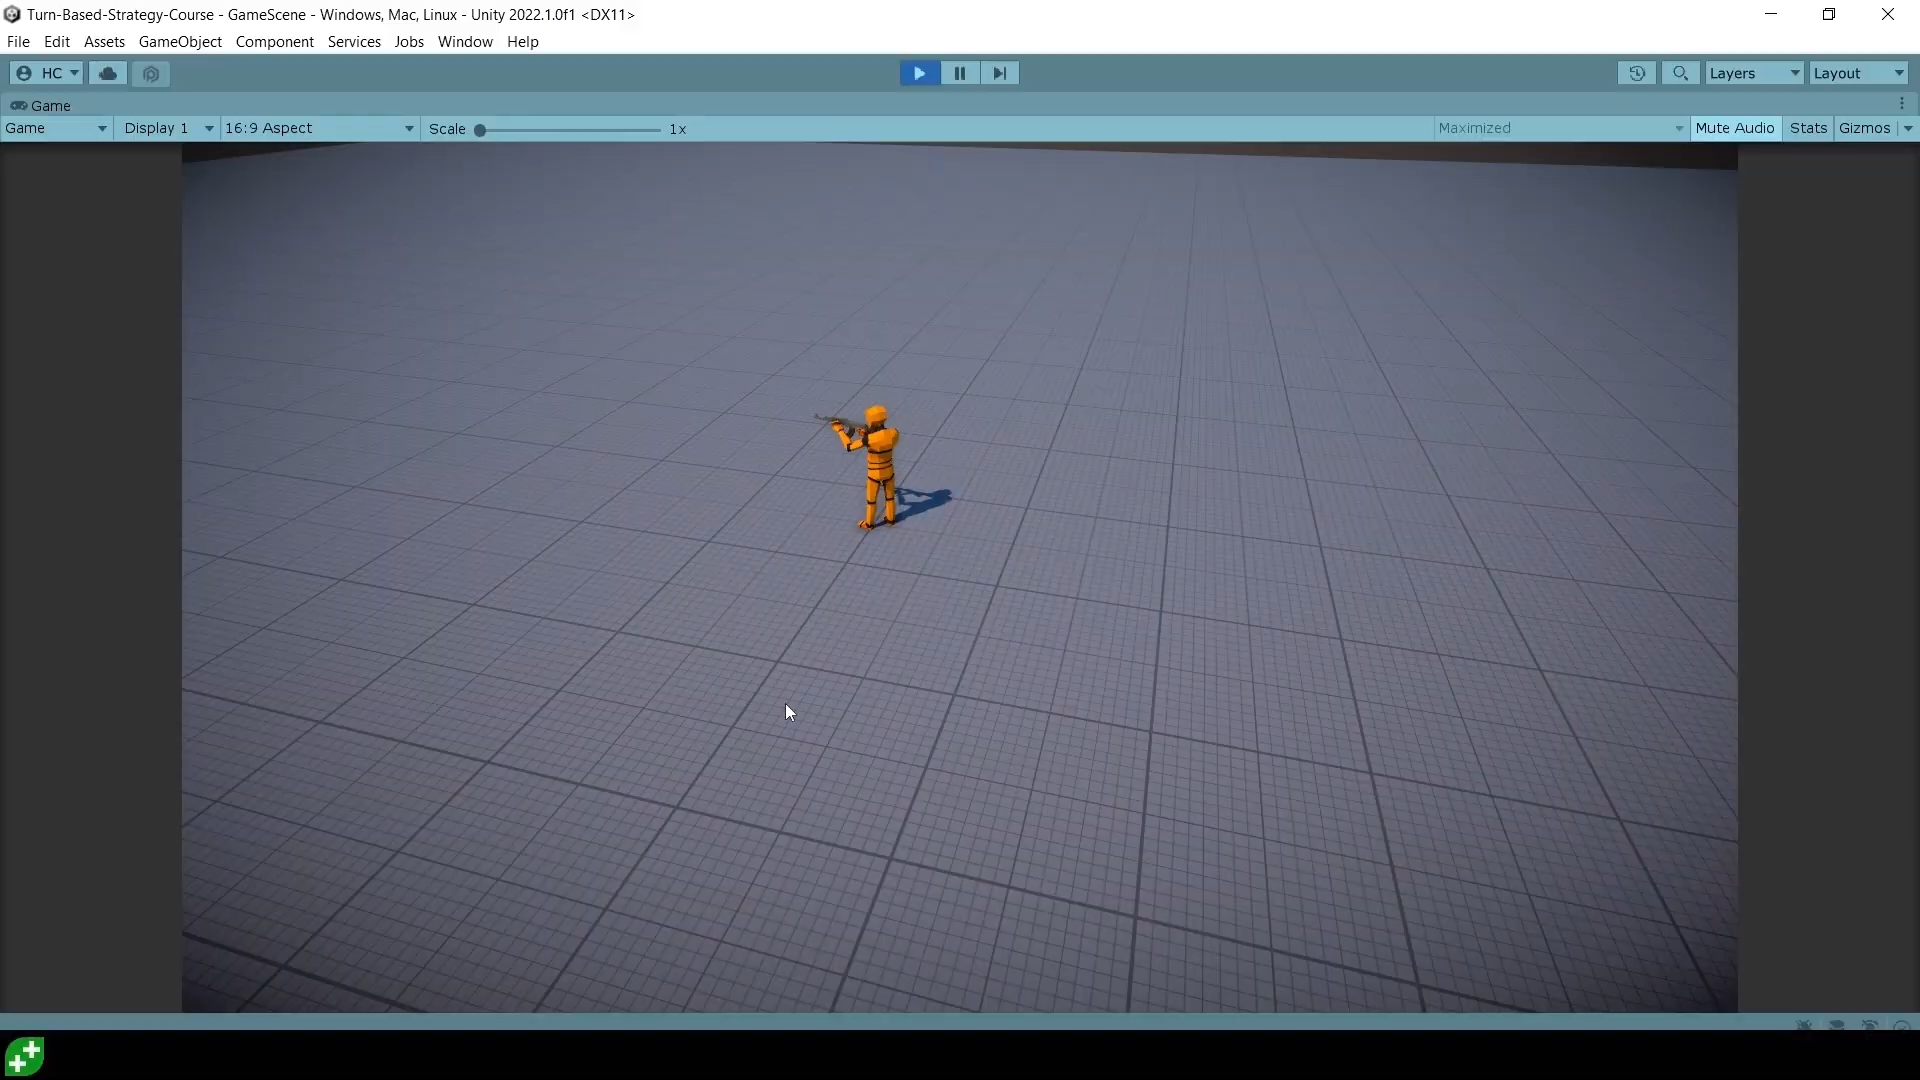 Turn-Based-Strategy-Course - GameScene - Windows, Mac, Linux - Unity 2022.1.0f1 <DX11>
File Edit Assets GameObject Component Services Jobs Window Help
HC Layers Layout
Game
Game Display 1 16:9 Aspect Scale 1x Maximized Mute Audio Stats Gizmos